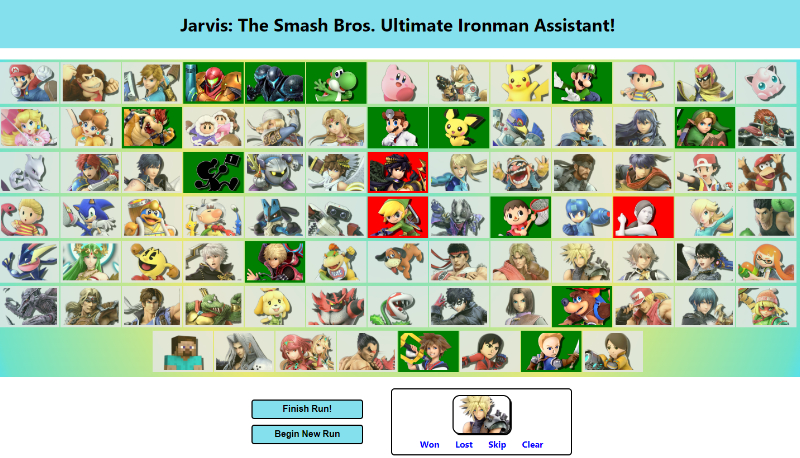 Jarvis: The Smash Bros. Ultimate Ironman Assistant!
Finish Run!
Begin New Run
Won Lost Skip Clear